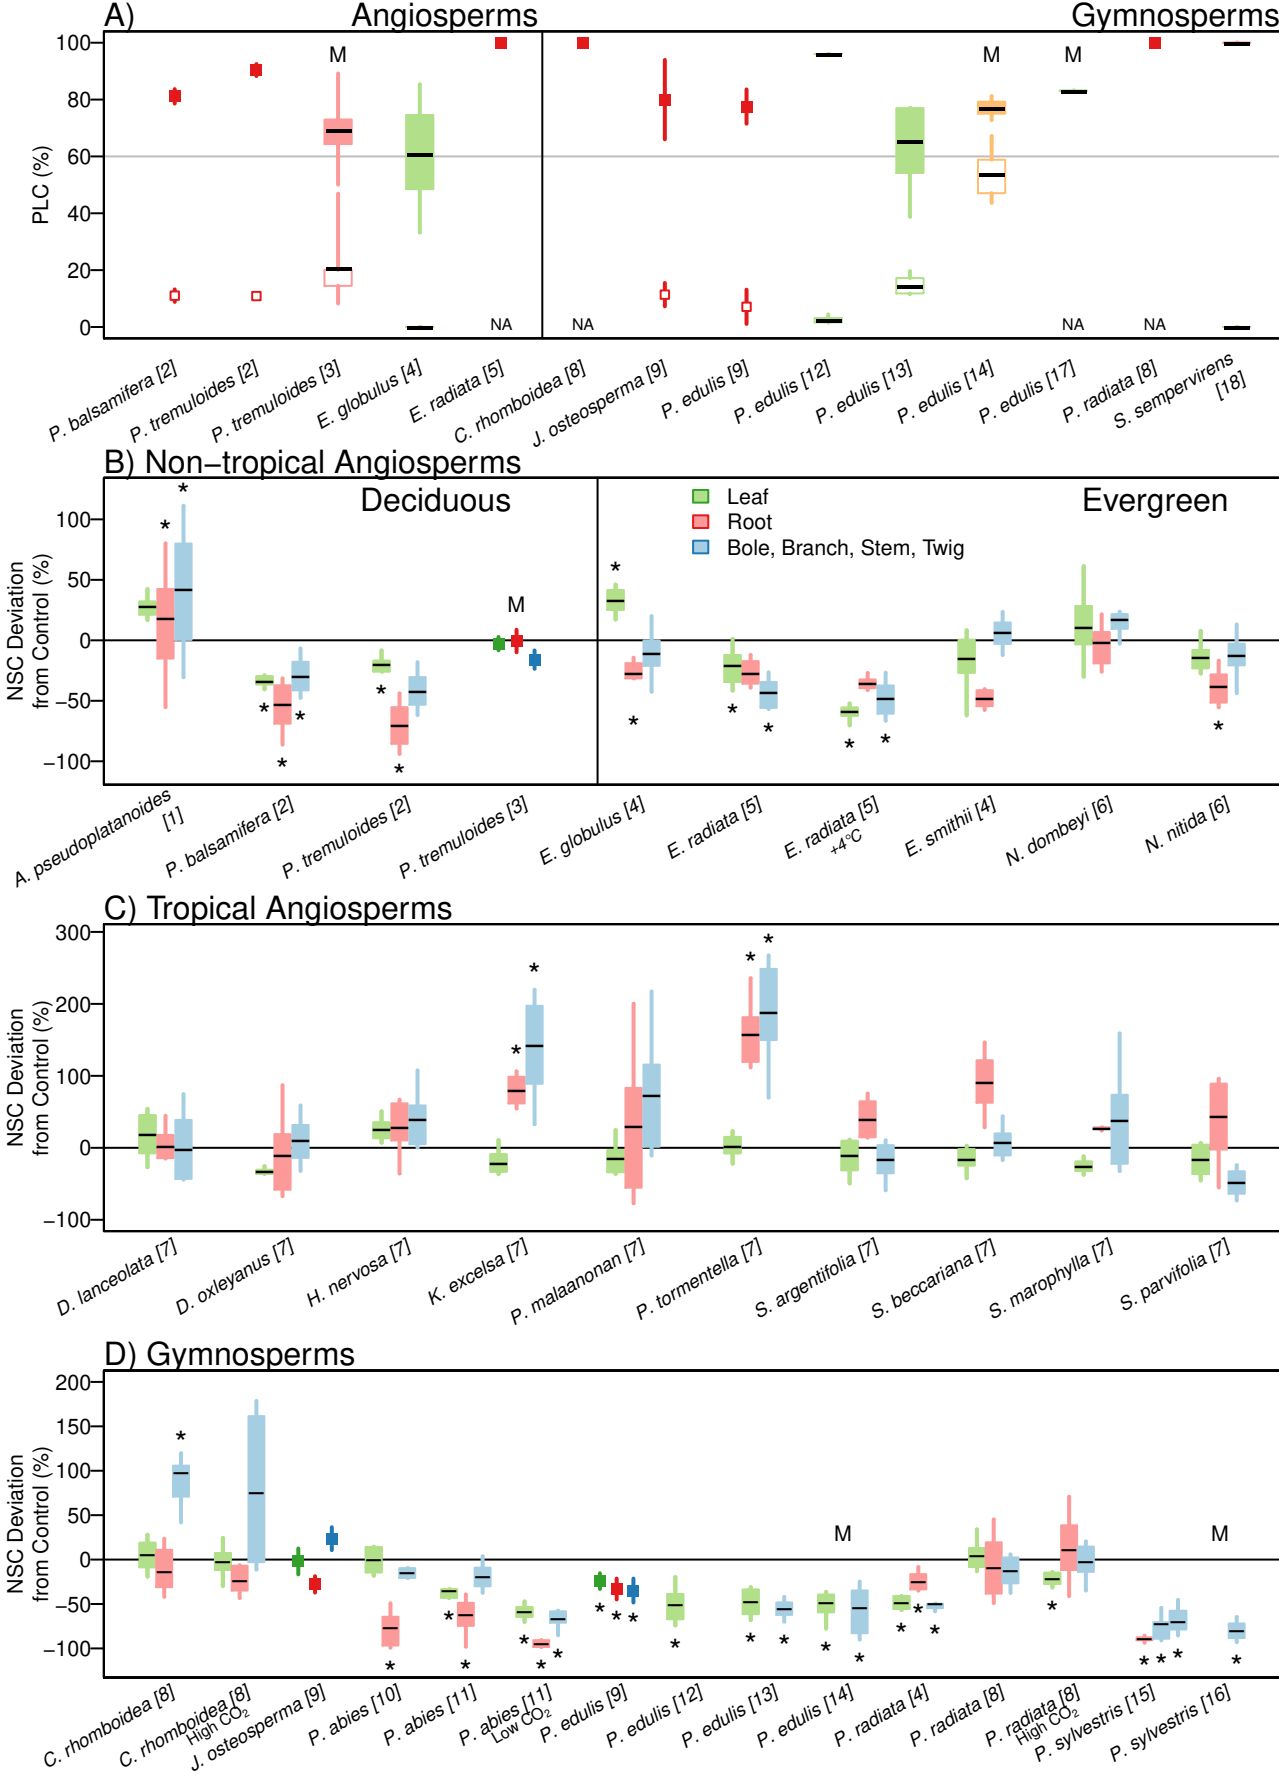 A) Angiosperms Gymnosperms
PLC (%)
100
80
60
40
20
0
M M M
NA NA NA NA
P. balsamifera [2]
P. tremuloides [2]
P. tremuloides [3]
E. globulus [4]
E. radiata [5]
C. rhomboidea [8]
J. osteosperma [9]
P. edulis [9]
P. edulis [12]
P. edulis [13]
P. edulis [14]
P. edulis [17]
P. radiata [8]
S. sempervirens
[18]
B) Non−tropical Angiosperms
Deciduous Evergreen
NSC Deviation
from Control (%)
100
50
0
−50
−100
* * * * * * * M * * * * * * *
Leaf
Root
Bole, Branch, Stem, Twig
A. pseudoplatanoides
[1]
P. balsamifera [2]
P. tremuloides [2]
P. tremuloides [3]
E. globulus [4]
E. radiata [5]
E. radiata [5]
+4°C
E. smithii [4]
N. dombeyi [6]
N. nitida [6]
C) Tropical Angiosperms
NSC Deviation
from Control (%)
300
200
100
0
−100
* * * *
D. lanceolata [7]
D. oxleyanus [7]
H. nervosa [7]
K. excelsa [7]
P. malaanonan [7]
P. tormentella [7]
S. argentifolia [7]
S. beccariana [7]
S. marophylla [7]
S. parvifolia [7]
D) Gymnosperms
NSC Deviation
from Control (%)
200
150
100
50
0
−50
−100
M M
* * * * * * * * * * * * * * * * * * * * * * *
C. rhomboidea [8]
C. rhomboidea [8]
High CO2
J. osteosperma [9]
P. abies [10]
P. abies [11]
P. abies [11]
Low CO2
P. edulis [9]
P. edulis [12]
P. edulis [13]
P. edulis [14]
P. radiata [4]
P. radiata [8]
P. radiata [8]
High CO2
P. sylvestris [15]
P. sylvestris [16]